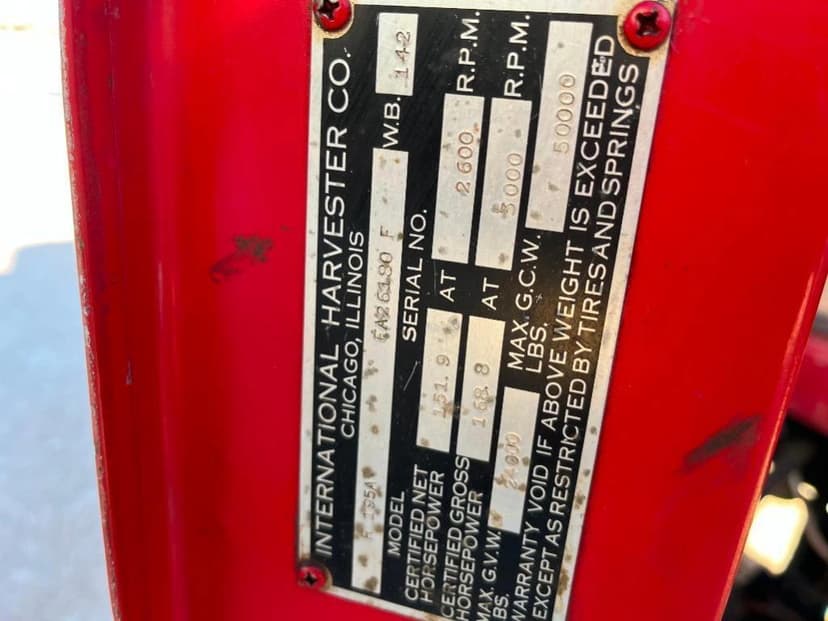 INTERNATIONAL HARVESTER CO.
CHICAGO, ILLINOIS
W.B. 142
MODEL SERIAL NO.
CERTIFIED NET HORSEPOWER 151.9 AT 2600 R.P.M.
CERTIFIED GROSS HORSEPOWER 168.8 AT 3000 R.P.M.
MAX. G.V.W. LBS. 24000 MAX. G.C.W. LBS. 50000
WARRANTY VOID IF ABOVE WEIGHT IS EXCEEDED
EXCEPT AS RESTRICTED BY TIRES AND SPRINGS